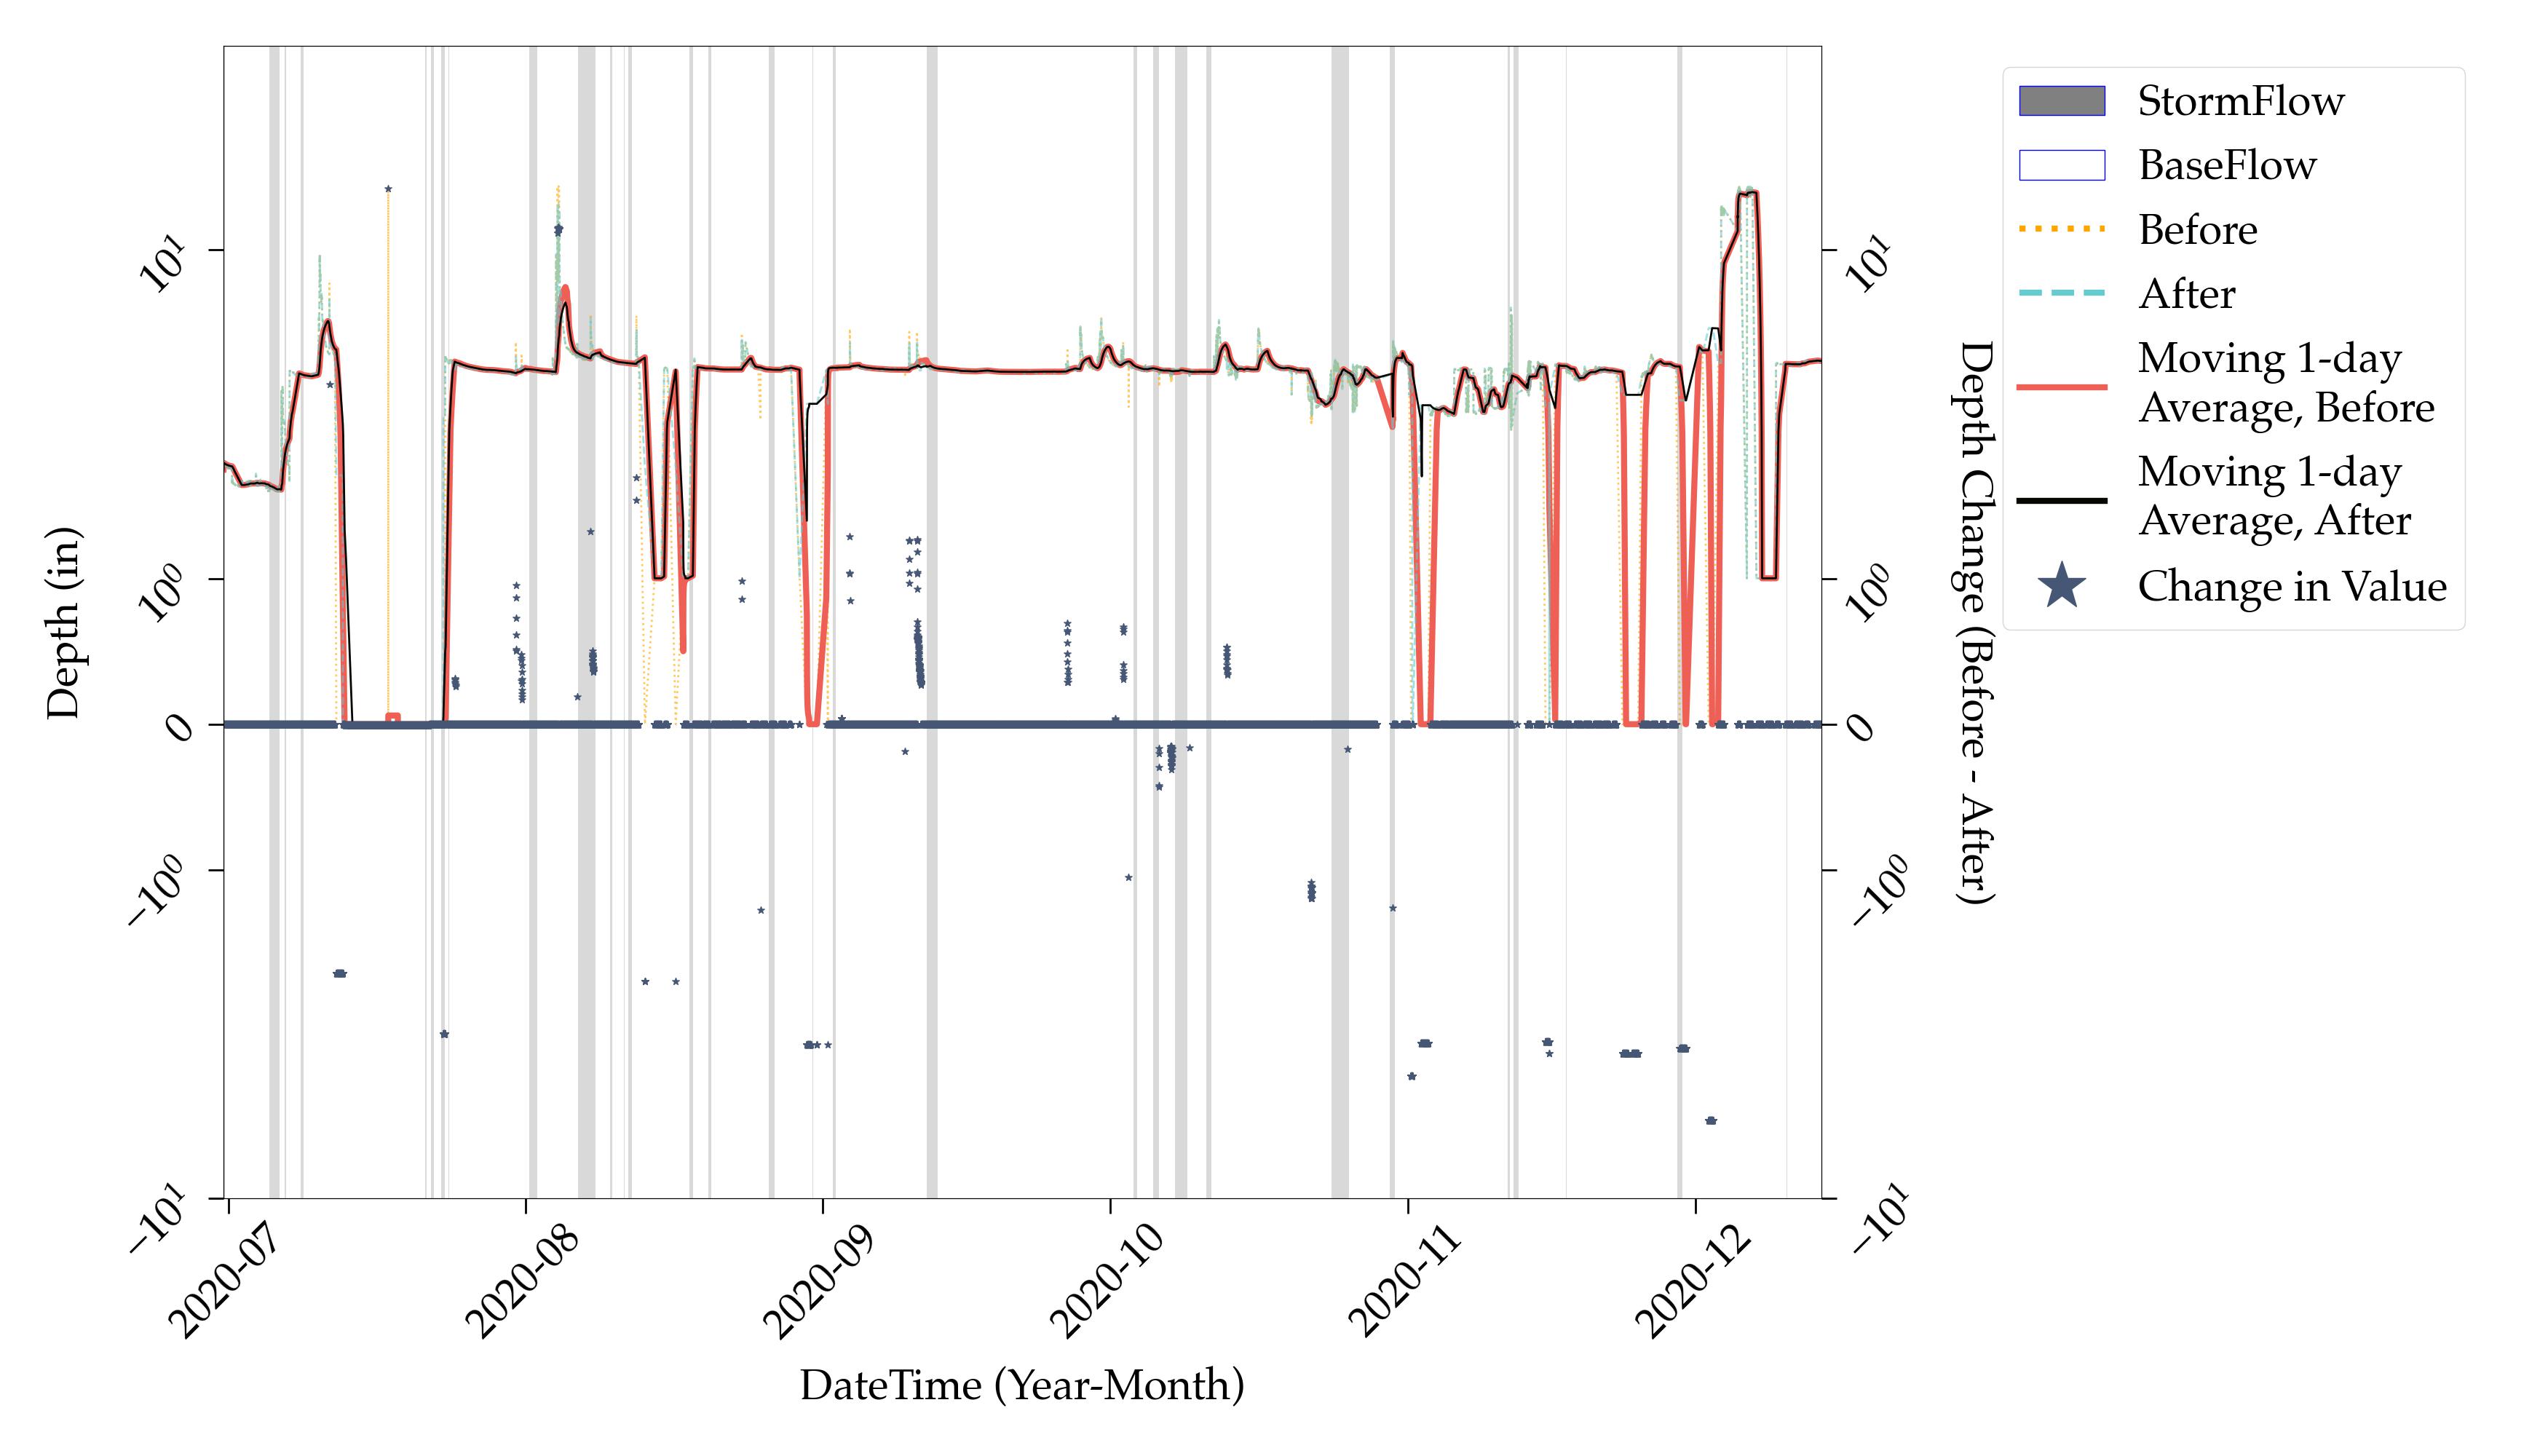 StormFlow
BaseFlow
Before
After
Moving 1-day
Average, Before
Moving 1-day
Average, After
Change in Value
Depth (in)
10¹
10⁰
0
−10⁰
−10¹
10¹
10⁰
0
−10⁰
−10¹
Depth Change (Before - After)
2020-07
2020-08
2020-09
2020-10
2020-11
2020-12
DateTime (Year-Month)